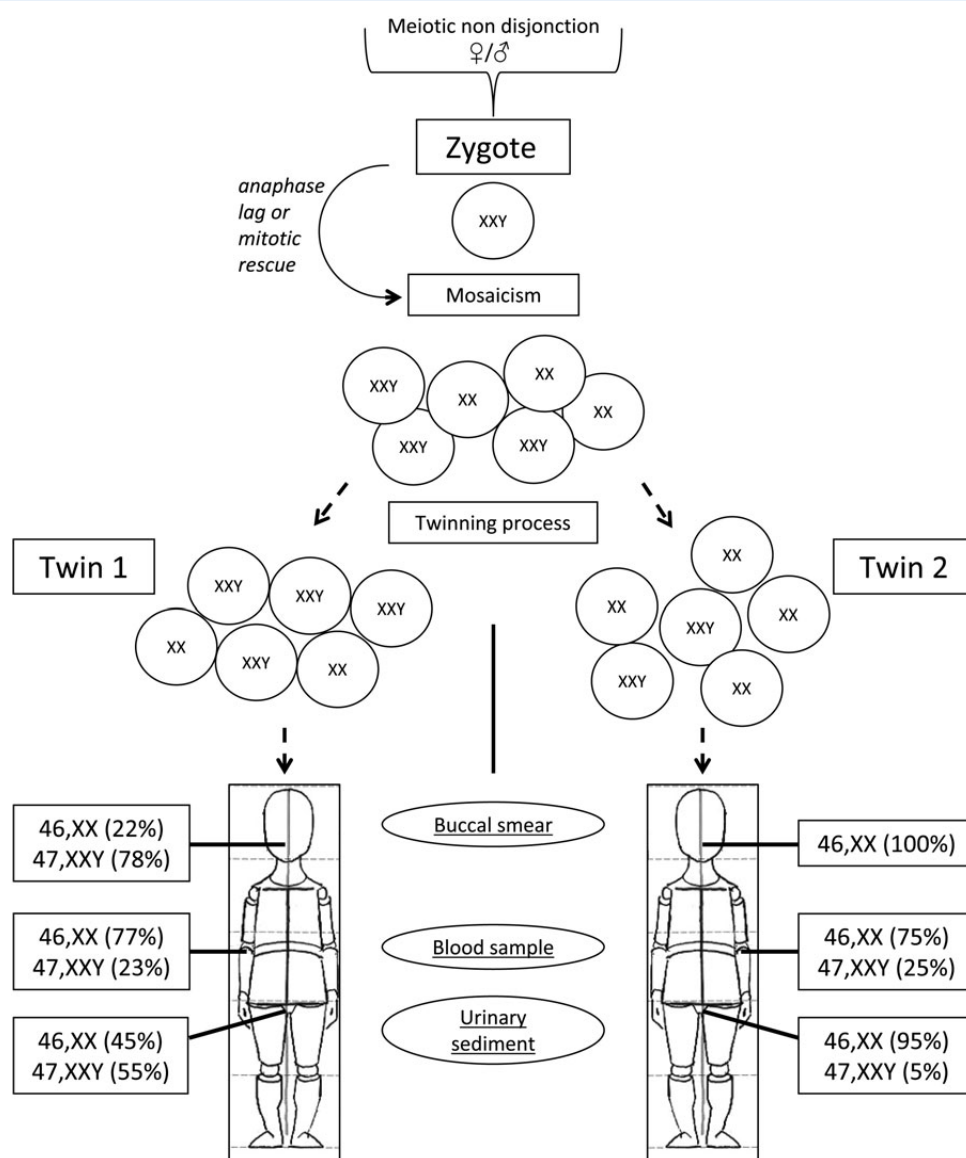 Meiotic non disjonction
♀/♂
Zygote
anaphase
lag or
mitotic
rescue
XXY
Mosaicism
XXY
XX
XX
XX
XXY
XXY
Twinning process
Twin 1
Twin 2
XXY
XXY
XXY
XX
XXY
XX
XX
XX
XX
XXY
XXY
XX
46,XX (22%)
47,XXY (78%)
Buccal smear
46,XX (100%)
46,XX (77%)
47,XXY (23%)
Blood sample
46,XX (75%)
47,XXY (25%)
46,XX (45%)
47,XXY (55%)
Urinary
sediment
46,XX (95%)
47,XXY (5%)